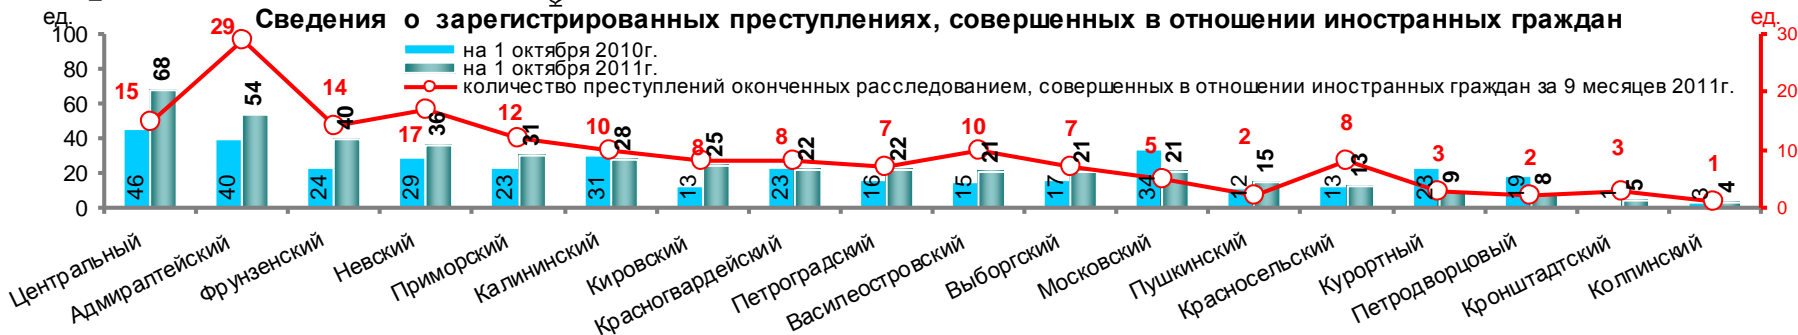 Сведения о зарегистрированных преступлениях, совершенных в отношении иностранных граждан
ед.
ед.
на 1 октября 2010г.
на 1 октября 2011г.
количество преступлений оконченных расследованием, совершенных в отношении иностранных граждан за 9 месяцев 2011г.
100
80
60
40
20
0
30
20
10
0
15 29 14 17 12 10 8 8 7 10 7 5 2 8 3 2 3 1
68 54 40 36 31 28 25 22 22 21 21 21 15 13 9 8 5 4
46 40 24 29 23 31 13 23 16 15 17 34 12 13 23 19 1 3
Центральный
Адмиралтейский
Фрунзенский
Невский
Приморский
Калининский
Кировский
Красногвардейский
Петроградский
Василеостровский
Выборгский
Московский
Пушкинский
Красносельский
Курортный
Петродворцовый
Кронштадтский
Колпинский